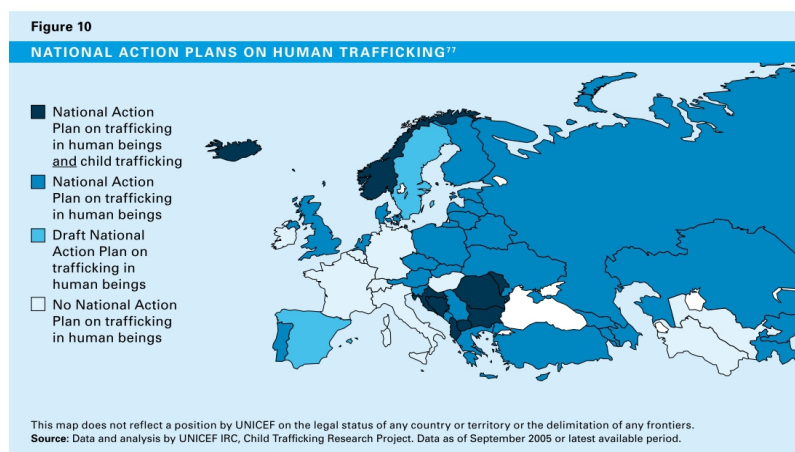 Figure 10
NATIONAL ACTION PLANS ON HUMAN TRAFFICKING77
National Action
Plan on trafficking
in human beings
and child trafficking
National Action
Plan on trafficking
in human beings
Draft National
Action Plan on
trafficking in
human beings
No National Action
Plan on trafficking
in human beings
This map does not reflect a position by UNICEF on the legal status of any country or territory or the delimitation of any frontiers.
Source: Data and analysis by UNICEF IRC, Child Trafficking Research Project. Data as of September 2005 or latest available period.